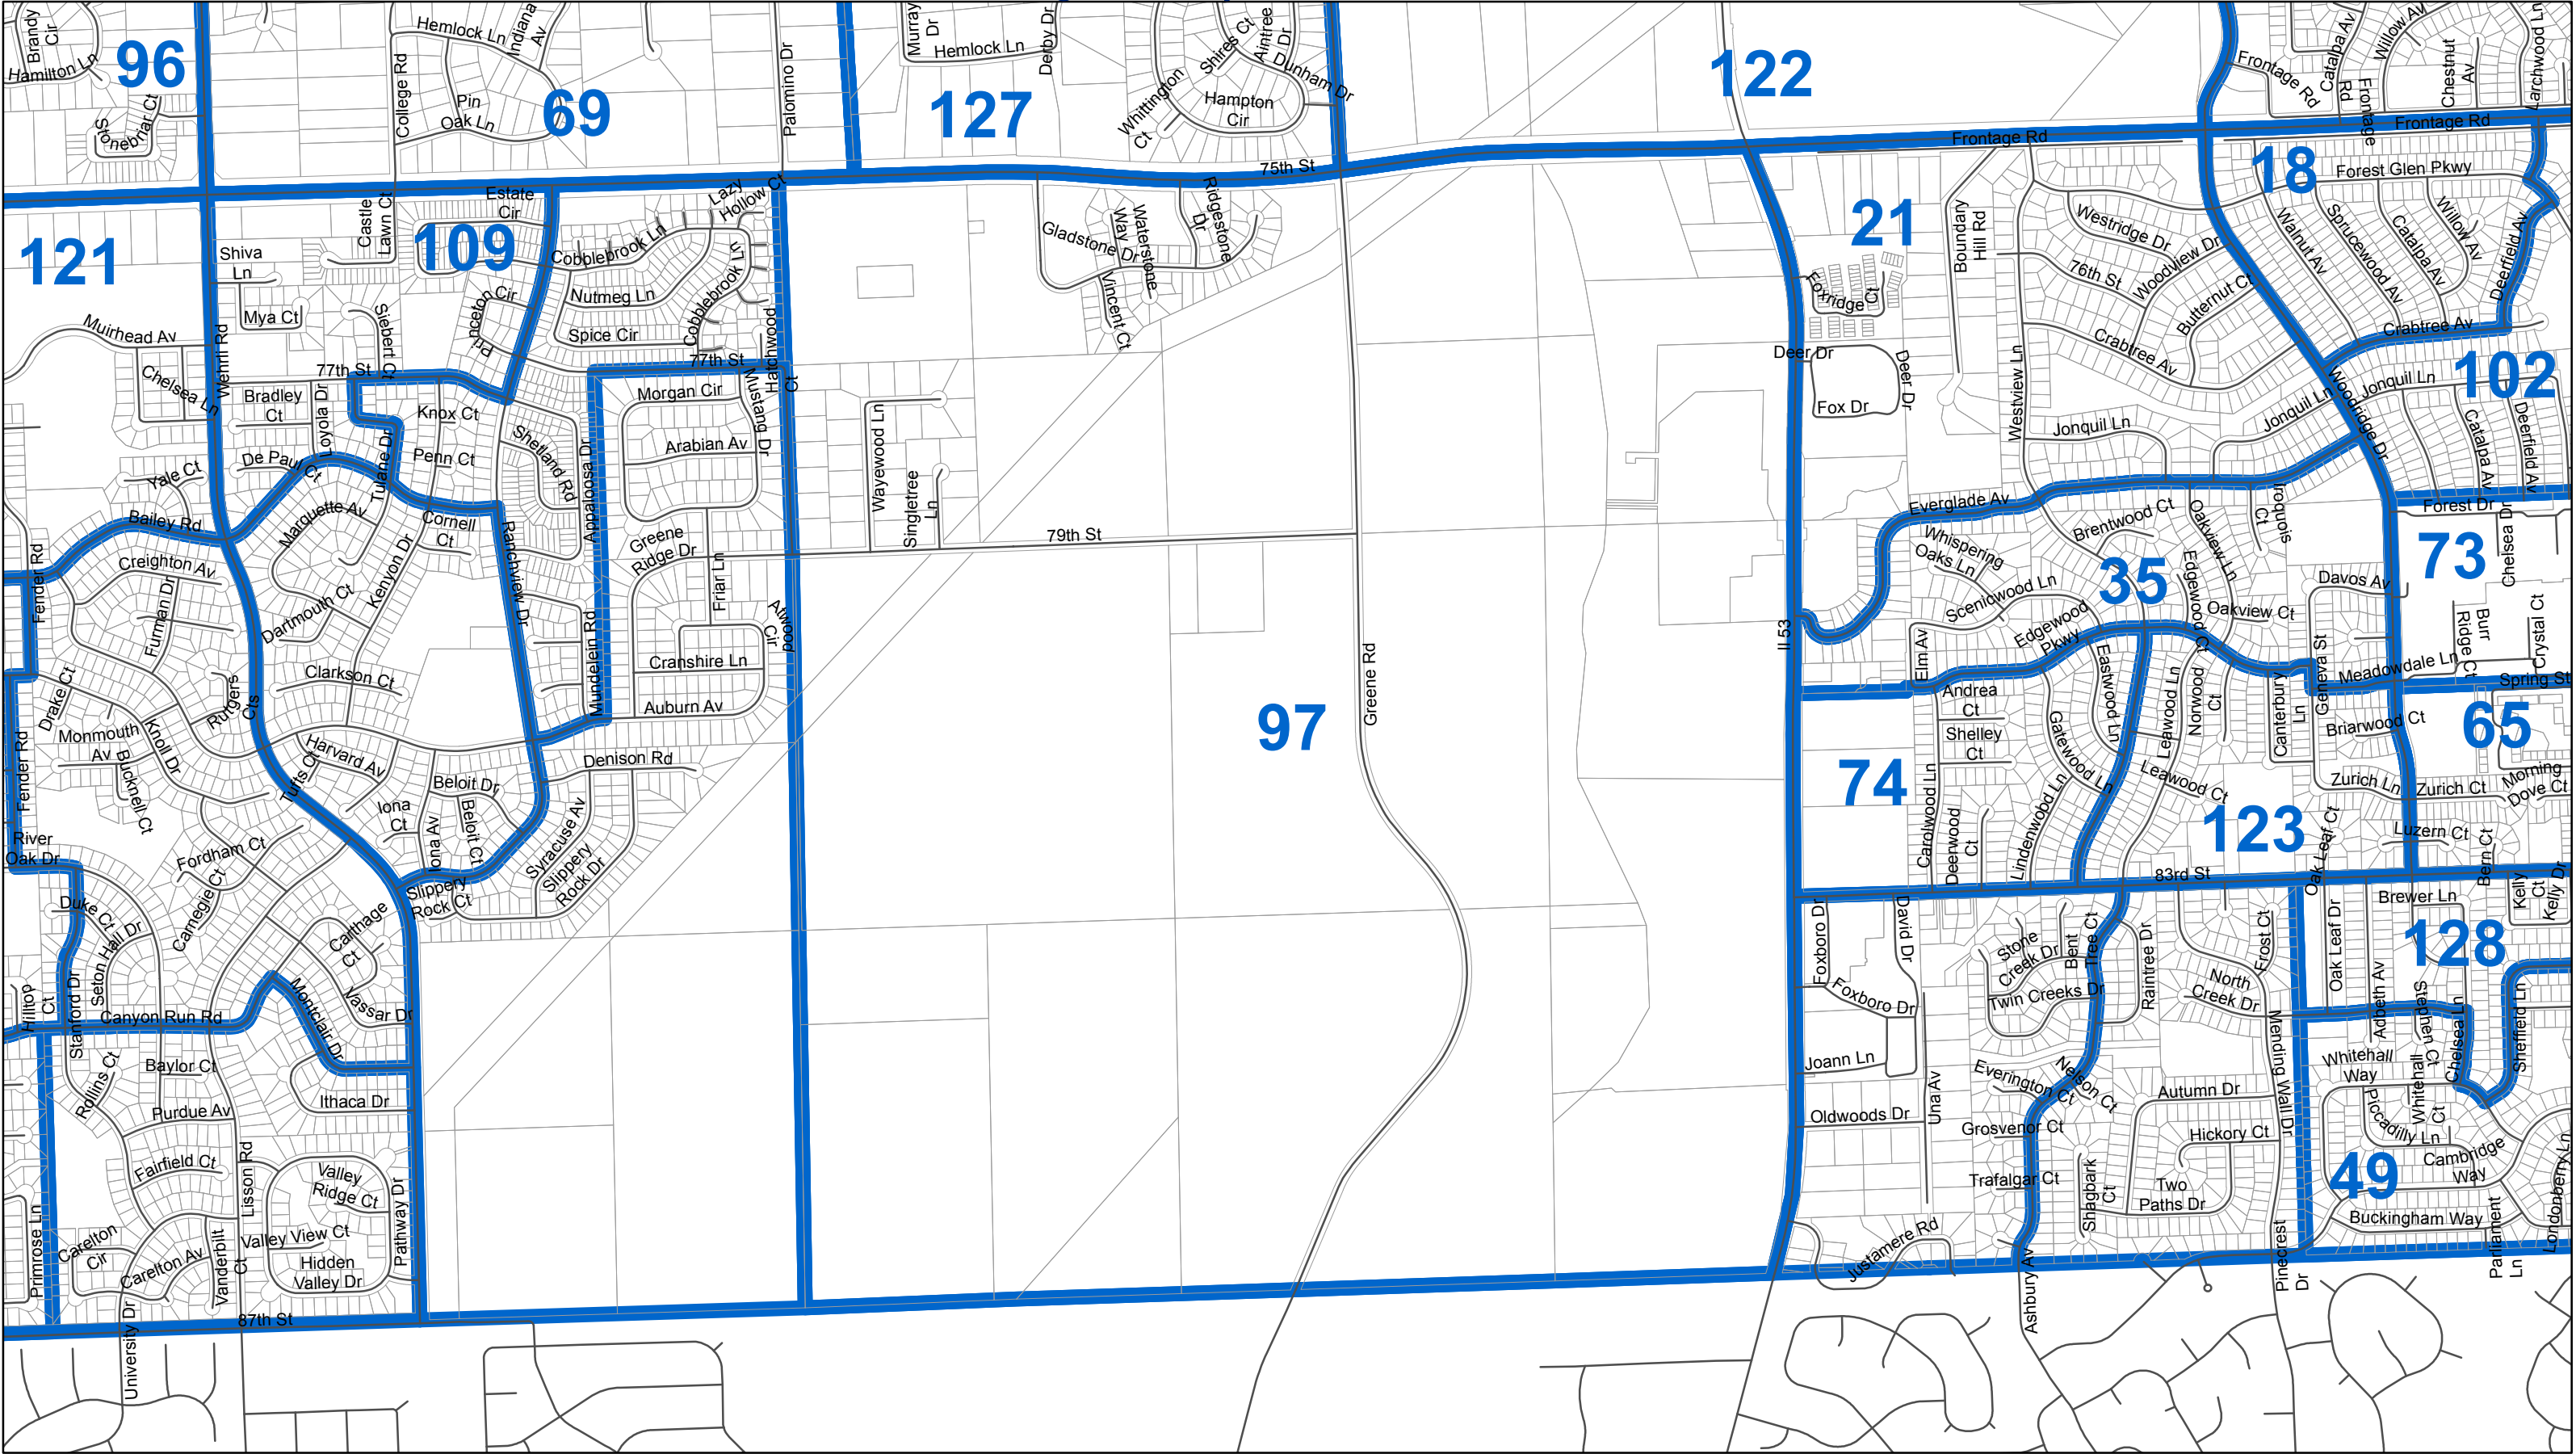 Brandy
Cir
Hamilton Ln
96
Stonebriar Ct
Hemlock Ln
Indiana
Av
College Rd
Pin
Oak Ln
69
Palomino Dr
Murray
Dr
Hemlock Ln
Derby Dr
127
Whittington
Ct
Shires Ct
Aintree
D Dr
Dunham Dr
Hampton
Cir
122
Frontage Rd
Catalpa Av
Rd
Frontage
Willow Av
Chestnut
Av
Larchwood Ln
Frontage Rd
Frontage Rd
75th St
121
Shiva
Ln
Castle
Lawn Ct
Estate
Cir
109
Lazy
Hollow Ct
Cobblebrook Ln
Cobblebrook Ln
Nutmeg Ln
Spice Cir
Princeton
Cir
Mya Ct
Siebert Ct
Muirhead Av
Wehrli Rd
Chelsea Ln
77th St
77th St
Hatchwood
Ct
Gladstone Dr
Waterstone
Way Dr
Ridgestone
Dr
Vincent Ct
21
Boundary
Hill Rd
Foxridge Ct
18
Forest Glen Pkwy
Westridge Dr
Woodview Dr
76th St
Butternut Ct
Crabtree Av
Walnut Av
Sprucewood Av
Catalpa Av
Willow Av
Deerfield Av
Crabtree Av
102
Deer Dr
Deer Dr
Fox Dr
Westview Ln
Jonquil Ln
Jonquil Ln
Jonquil Ln
Woodridge Dr
Catalpa Av
Deerfield Av
Bradley
Ct
Loyola Dr
Knox Ct
Penn Ct
De Paul Ct
Tulane Dr
Yale Ct
Bailey Rd
Marquette Av
Cornell
Ct
Shetland Rd
Appaloosa Dr
Morgan Cir
Mustang Dr
Arabian Av
Greene
Ridge Dr
Friar Ln
Wayewood Ln
Singletree
Ln
79th St
Everglade Av
Whispering
Oaks Ln
Brentwood Ct
Oakview Ln
Jonquois
Ct
Forest Dr
Chelsea Dr
73
Fender Rd
Creighton Av
Furman Dr
Dartmouth Ct
Kenyon Dr
Ranchview Dr
Mundelein Rd
Atwood
Cir
Cranshire Ln
Auburn Av
Il 53
35
Scenicwood Ln
Edgewood
Pkwy
Edgewood Ct
Oakview Ct
Davos Av
Burr
Ridge Ct
Crystal Ct
Elm Av
Geneva St
Meadowdale Ln
Spring St
Drake Ct
Rutgers
Cts
Clarkson Ct
Monmouth
Av
Knoll Dr
Fender Rd
Bucknell Ct
Harvard Av
Tufts Ct
Beloit Dr
Beloit Ct
Iona
Ct
Iona Av
Denison Rd
Syracuse Av
Slippery
Rock Dr
Slippery
Rock Ct
97
Greene Rd
Andrea
Ct
Shelley
Ct
74
Carolwood Ln
Deerwood
Ct
Lindenwobd Ln
Gatewood Ln
Eastwood Ln
Leawood Ln
Leawood Ct
Norwood
Ct
Canterbury
Ln
Briarwood Ct
65
Zurich Ln
Zurich Ct
Morning
Dove Ct
123
Luzern Ct
Bern Ct
Oak Leaf Ct
83rd St
River
Oak Dr
Fordham Ct
Carnegie Ct
Duke Ct
Seton Hall Dr
Carthage
Ct
Hilltop
Ct
Stanford Dr
Canyon Run Rd
Montclair Dr
Vassar Dr
Rollins Ct
Baylor Ct
Purdue Av
Ithaca Dr
Fairfield Ct
Lisson Rd
Valley
Ridge Ct
Valley View Ct
Hidden
Valley Dr
Pathway Dr
Primrose Ln
Carelton
Cir
Carelton Av
Vanderbilt
Ct
87th St
University Dr
Foxboro Dr
David Dr
Foxboro Dr
Joann Ln
Una Av
Oldwoods Dr
Justamere Rd
Stone
Creek Dr
Bent
Tree Ct
Twin Creeks Dr
Raintree Dr
North
Creek Dr
Frost Ct
Everington Ct
Nelson Ct
Grosvenor Ct
Trafalgar Ct
Shagbark
Ct
Autumn Dr
Hickory Ct
Two
Paths Dr
Mending Wall Dr
Pinecrest
Dr
Ashbury Av
Brewer Ln
Kelly
Ct
Kelly Dr
128
Oak Leaf Dr
Adbeth Av
Stephen Ct
Chelsea Ln
Sheffield Ln
Whitehall
Way
Whitehall
Ct
Piccadilly Ln
Cambridge
Way
49
Buckingham Way
Parliament
Ln
Londonberry Ln